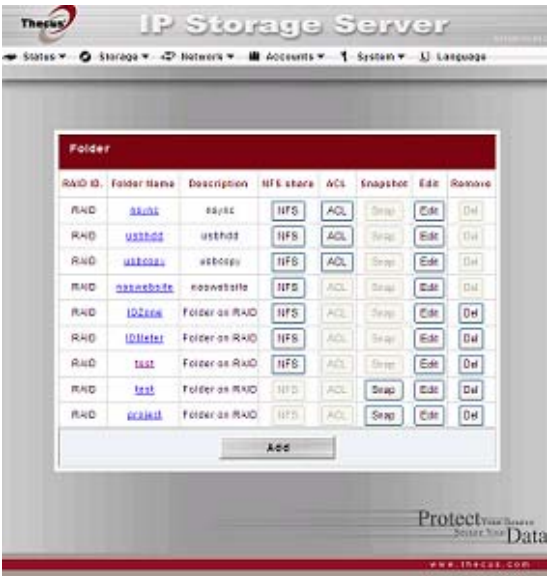 Thecus
IP Storage Server
Status Storage Network Accounts System Language
Folder
RAID ID. Folder Name Description NFS share ACL Snapshot Edit Remove
RAID nsync nsync NFS ACL Snap Edit Del
RAID usbhdd usbhdd NFS ACL Snap Edit Del
RAID usbcopy usbcopy NFS ACL Snap Edit Del
RAID naswebsite naswebsite NFS ACL Snap Edit Del
RAID Folder on RAID NFS ACL Snap Edit Del
RAID Folder on RAID NFS ACL Snap Edit Del
RAID test Folder on RAID NFS ACL Snap Edit Del
RAID test Folder on RAID NFS ACL Snap Edit Del
RAID project Folder on RAID NFS ACL Snap Edit Del
Add
Protect Your Source
Secure Your Data
www.thecus.com